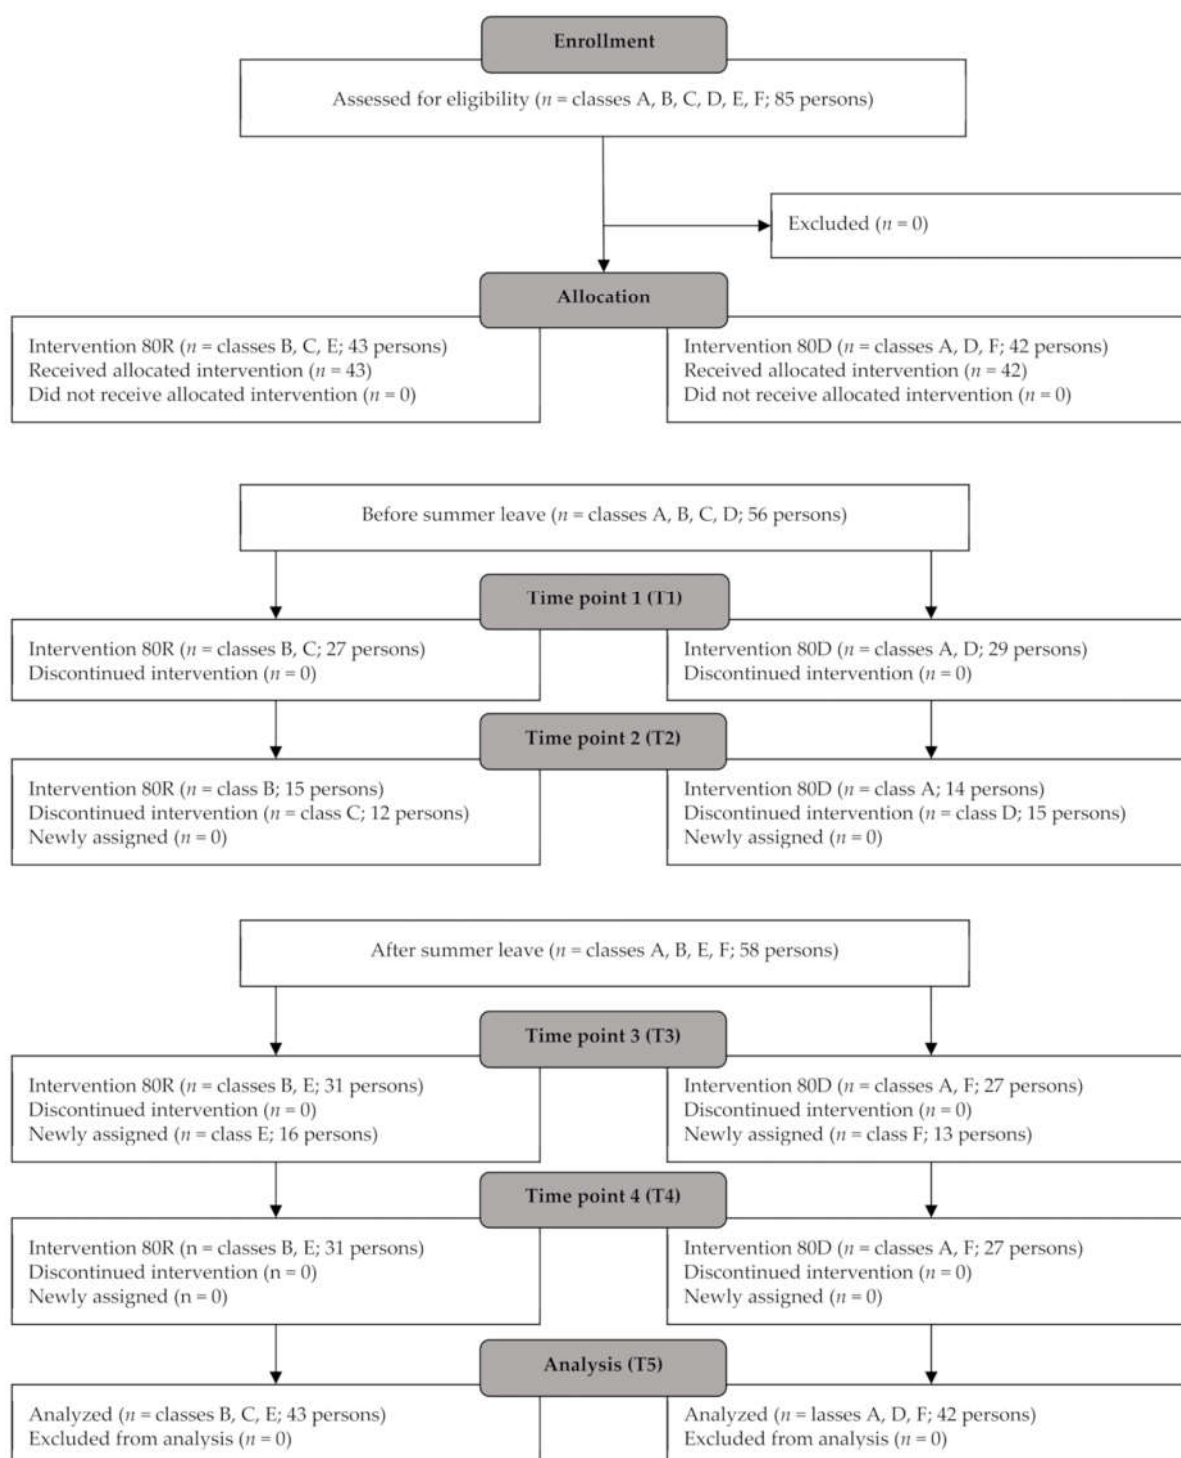 Enrollment
Assessed for eligibility (n = classes A, B, C, D, E, F; 85 persons)
Excluded (n = 0)
Allocation
Intervention 80R (n = classes B, C, E; 43 persons)
Received allocated intervention (n = 43)
Did not receive allocated intervention (n = 0)
Intervention 80D (n = classes A, D, F; 42 persons)
Received allocated intervention (n = 42)
Did not receive allocated intervention (n = 0)
Before summer leave (n = classes A, B, C, D; 56 persons)
Time point 1 (T1)
Intervention 80R (n = classes B, C; 27 persons)
Discontinued intervention (n = 0)
Intervention 80D (n = classes A, D; 29 persons)
Discontinued intervention (n = 0)
Time point 2 (T2)
Intervention 80R (n = class B; 15 persons)
Discontinued intervention (n = class C; 12 persons)
Newly assigned (n = 0)
Intervention 80D (n = class A; 14 persons)
Discontinued intervention (n = class D; 15 persons)
Newly assigned (n = 0)
After summer leave (n = classes A, B, E, F; 58 persons)
Time point 3 (T3)
Intervention 80R (n = classes B, E; 31 persons)
Discontinued intervention (n = 0)
Newly assigned (n = class E; 16 persons)
Intervention 80D (n = classes A, F; 27 persons)
Discontinued intervention (n = 0)
Newly assigned (n = class F; 13 persons)
Time point 4 (T4)
Intervention 80R (n = classes B, E; 31 persons)
Discontinued intervention (n = 0)
Newly assigned (n = 0)
Intervention 80D (n = classes A, F; 27 persons)
Discontinued intervention (n = 0)
Newly assigned (n = 0)
Analysis (T5)
Analyzed (n = classes B, C, E; 43 persons)
Excluded from analysis (n = 0)
Analyzed (n = lasses A, D, F; 42 persons)
Excluded from analysis (n = 0)